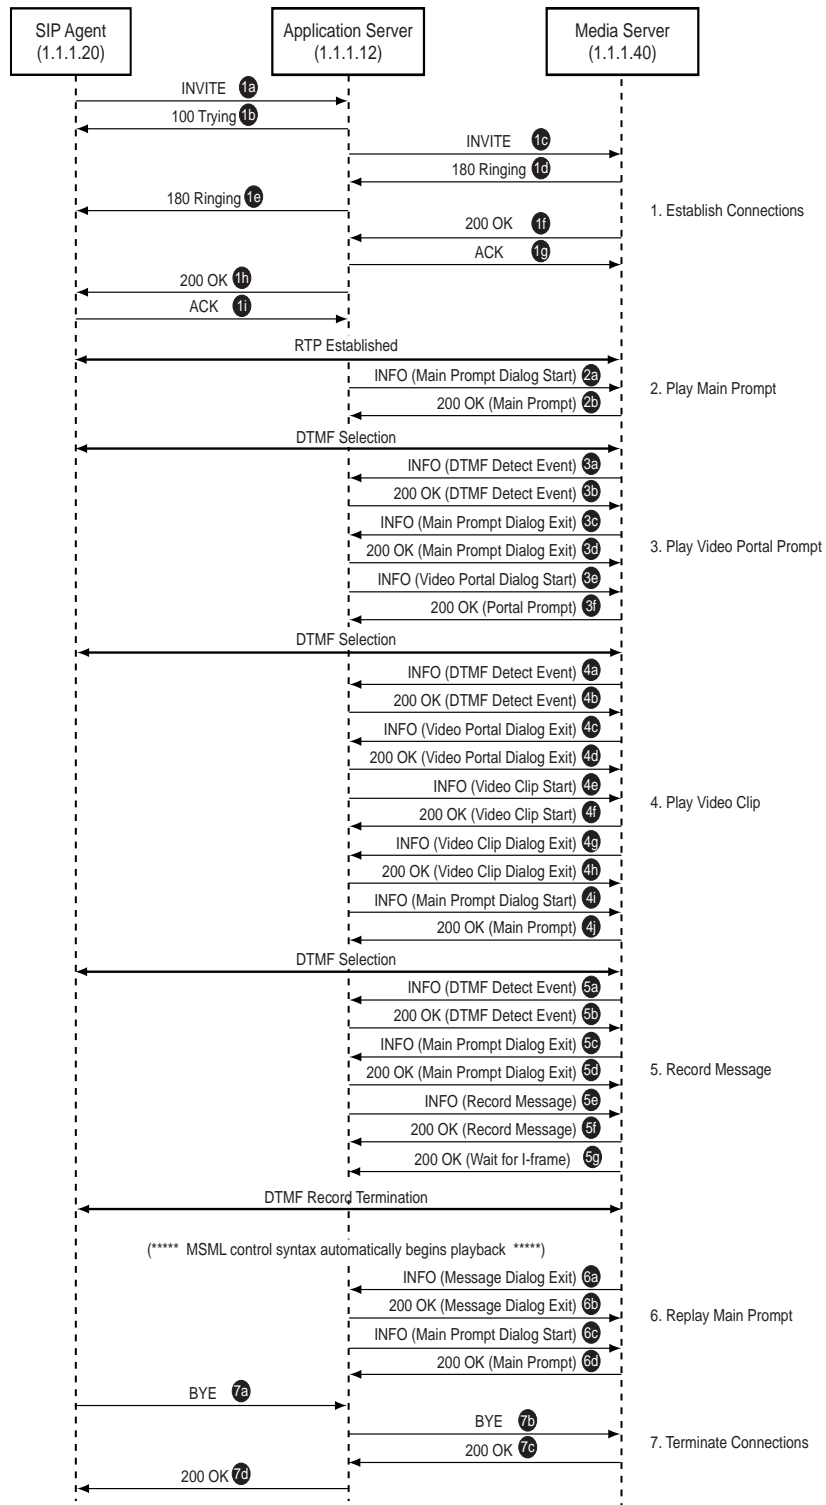 SIP Agent
(1.1.1.20)
Application Server
(1.1.1.12)
Media Server
(1.1.1.40)
INVITE 1a
100 Trying 1b
INVITE 1c
180 Ringing 1d
180 Ringing 1e
1. Establish Connections
200 OK 1f
ACK 1g
200 OK 1h
ACK 1i
RTP Established
INFO (Main Prompt Dialog Start) 2a
2. Play Main Prompt
200 OK (Main Prompt) 2b
DTMF Selection
INFO (DTMF Detect Event) 3a
200 OK (DTMF Detect Event) 3b
INFO (Main Prompt Dialog Exit) 3c
3. Play Video Portal Prompt
200 OK (Main Prompt Dialog Exit) 3d
INFO (Video Portal Dialog Start) 3e
200 OK (Portal Prompt) 3f
DTMF Selection
INFO (DTMF Detect Event) 4a
200 OK (DTMF Detect Event) 4b
INFO (Video Portal Dialog Exit) 4c
200 OK (Video Portal Dialog Exit) 4d
INFO (Video Clip Start) 4e
4. Play Video Clip
200 OK (Video Clip Start) 4f
INFO (Video Clip Dialog Exit) 4g
200 OK (Video Clip Dialog Exit) 4h
INFO (Main Prompt Dialog Start) 4i
200 OK (Main Prompt) 4j
DTMF Selection
INFO (DTMF Detect Event) 5a
200 OK (DTMF Detect Event) 5b
INFO (Main Prompt Dialog Exit) 5c
200 OK (Main Prompt Dialog Exit) 5d
5. Record Message
INFO (Record Message) 5e
200 OK (Record Message) 5f
200 OK (Wait for I-frame) 5g
DTMF Record Termination
(***** MSML control syntax automatically begins playback *****)
INFO (Message Dialog Exit) 6a
200 OK (Message Dialog Exit) 6b
6. Replay Main Prompt
INFO (Main Prompt Dialog Start) 6c
200 OK (Main Prompt) 6d
BYE 7a
BYE 7b
7. Terminate Connections
200 OK 7c
200 OK 7d